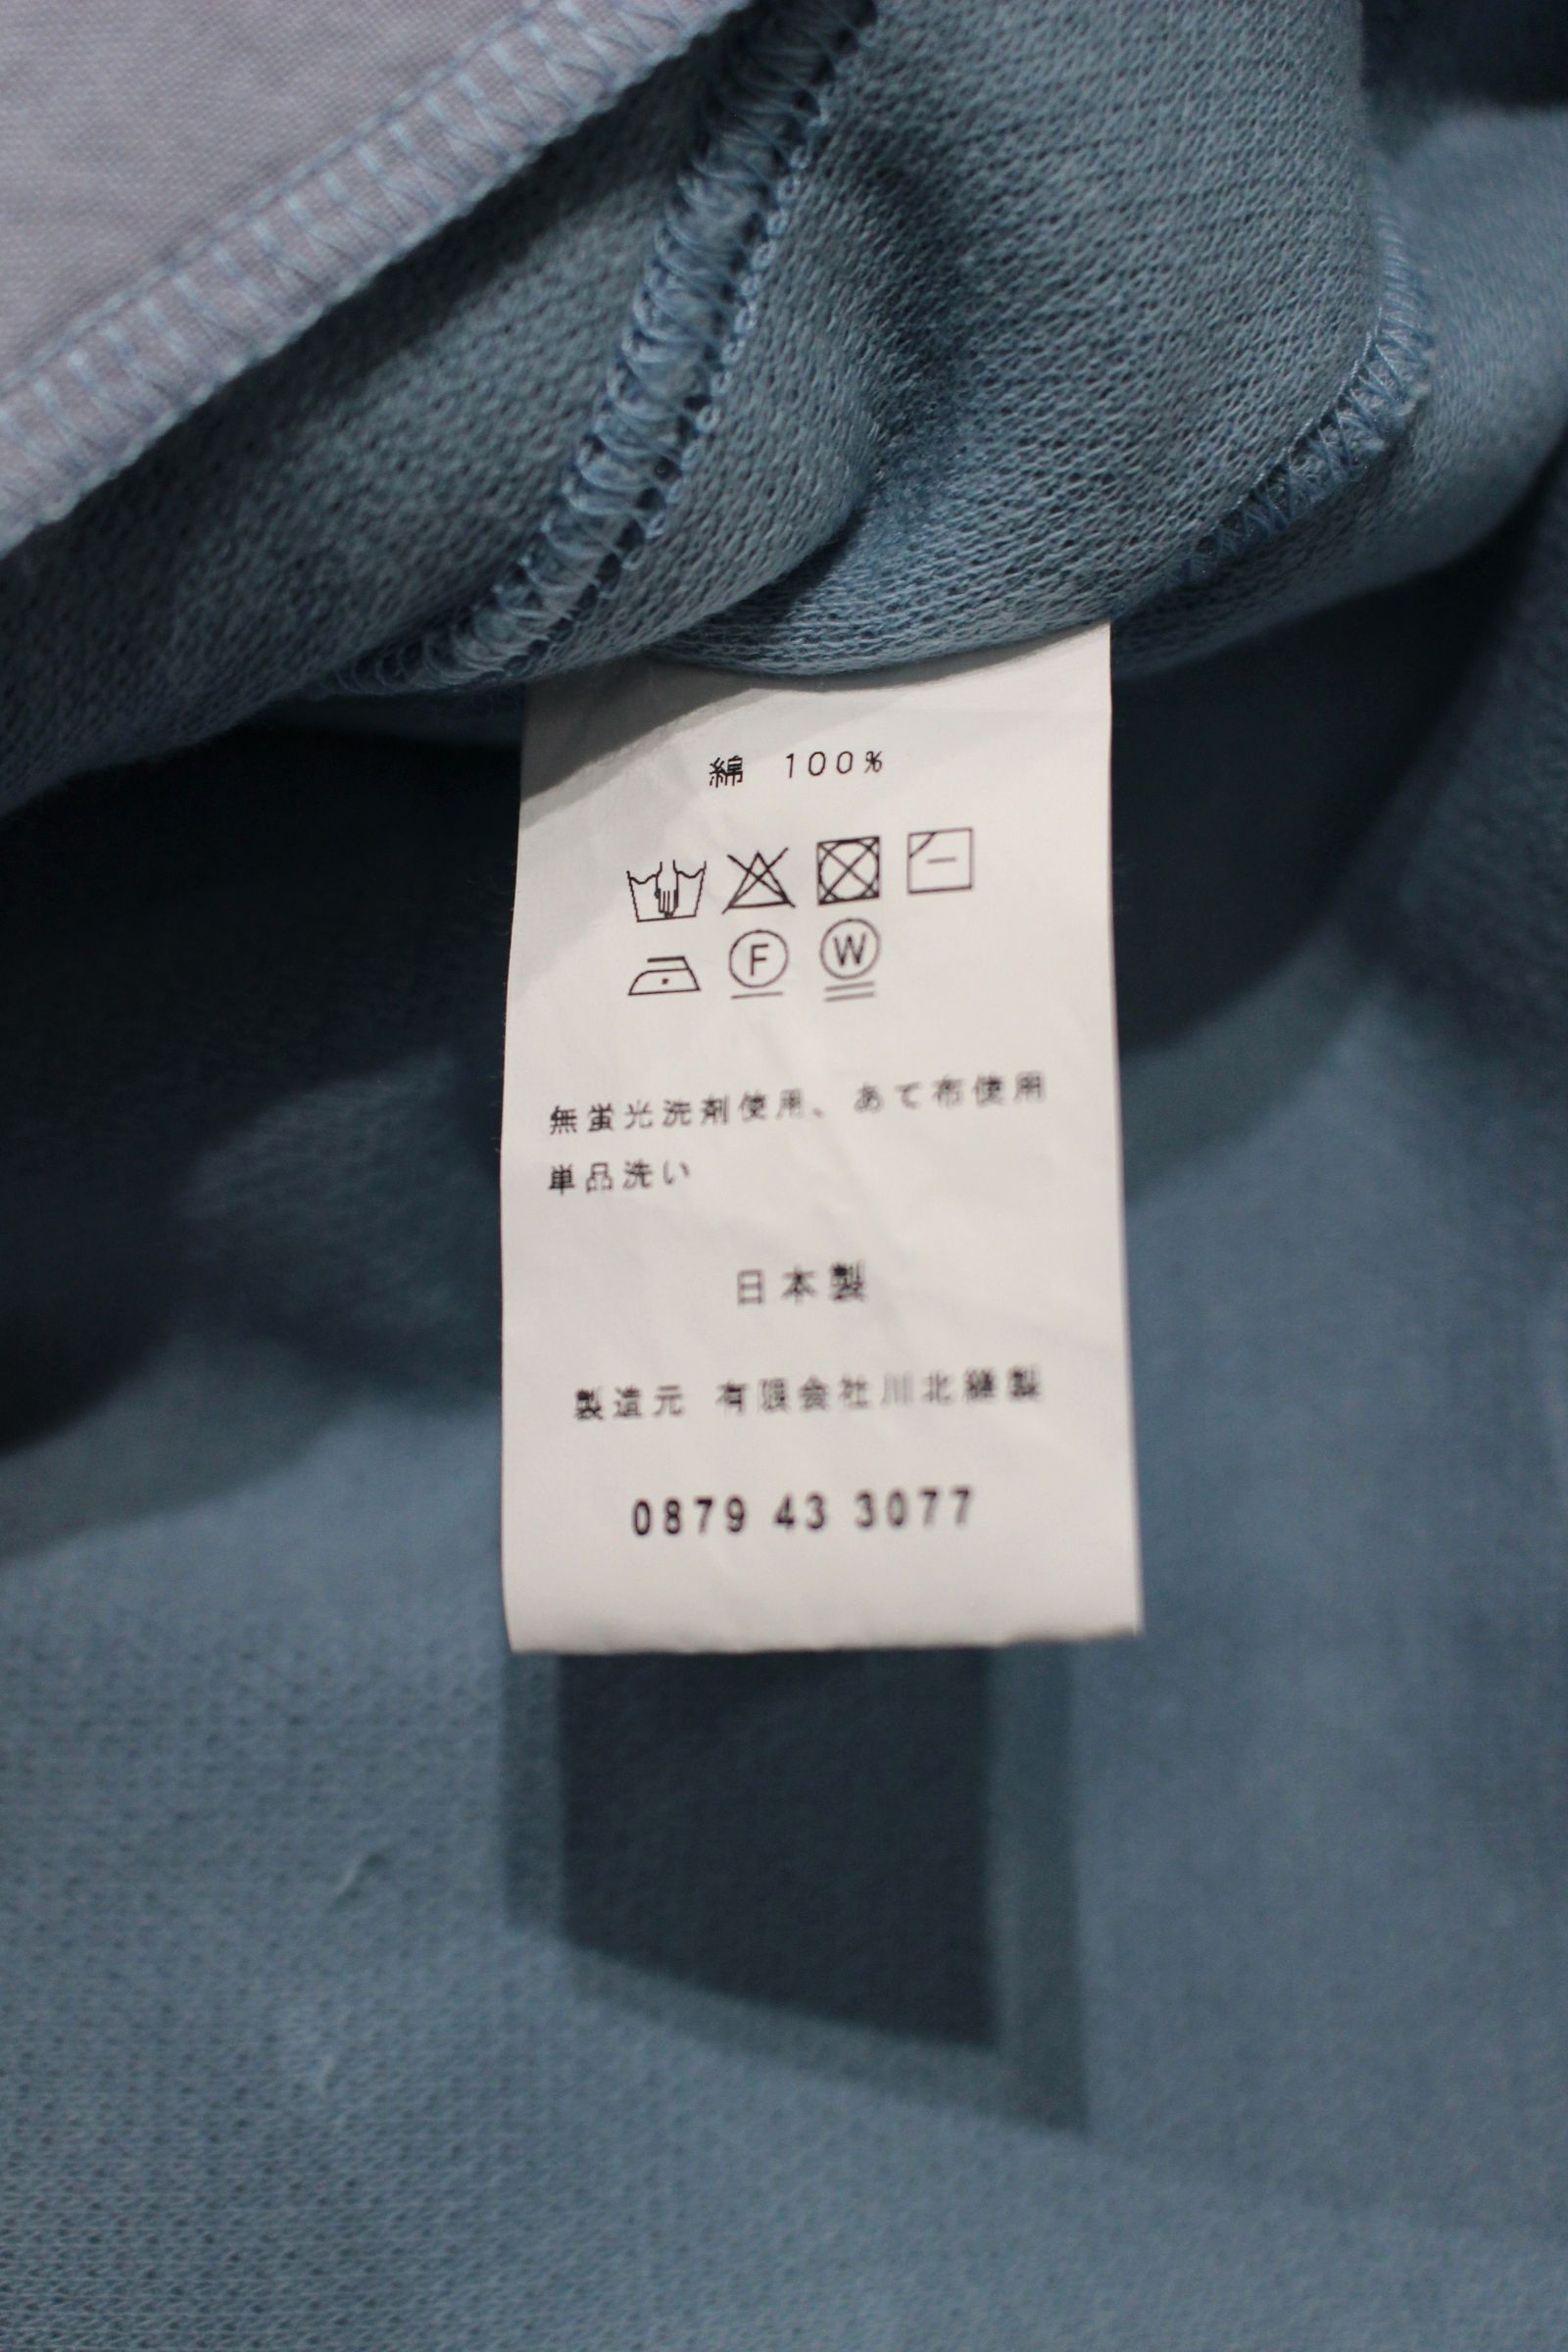 綿 100%
F W
無蛍光洗剤使用、あて布使用
単品洗い
日本製
製造元 有限会社川北縫製
0879 43 3077